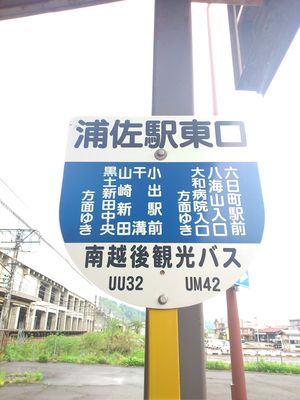 浦佐駅東口
六日町駅前
八海山入口
大和病院入口
方面ゆき
小出駅前
干溝
山崎新田
黒土新田中央
方面ゆき
南越後観光バス
UU32 UM42